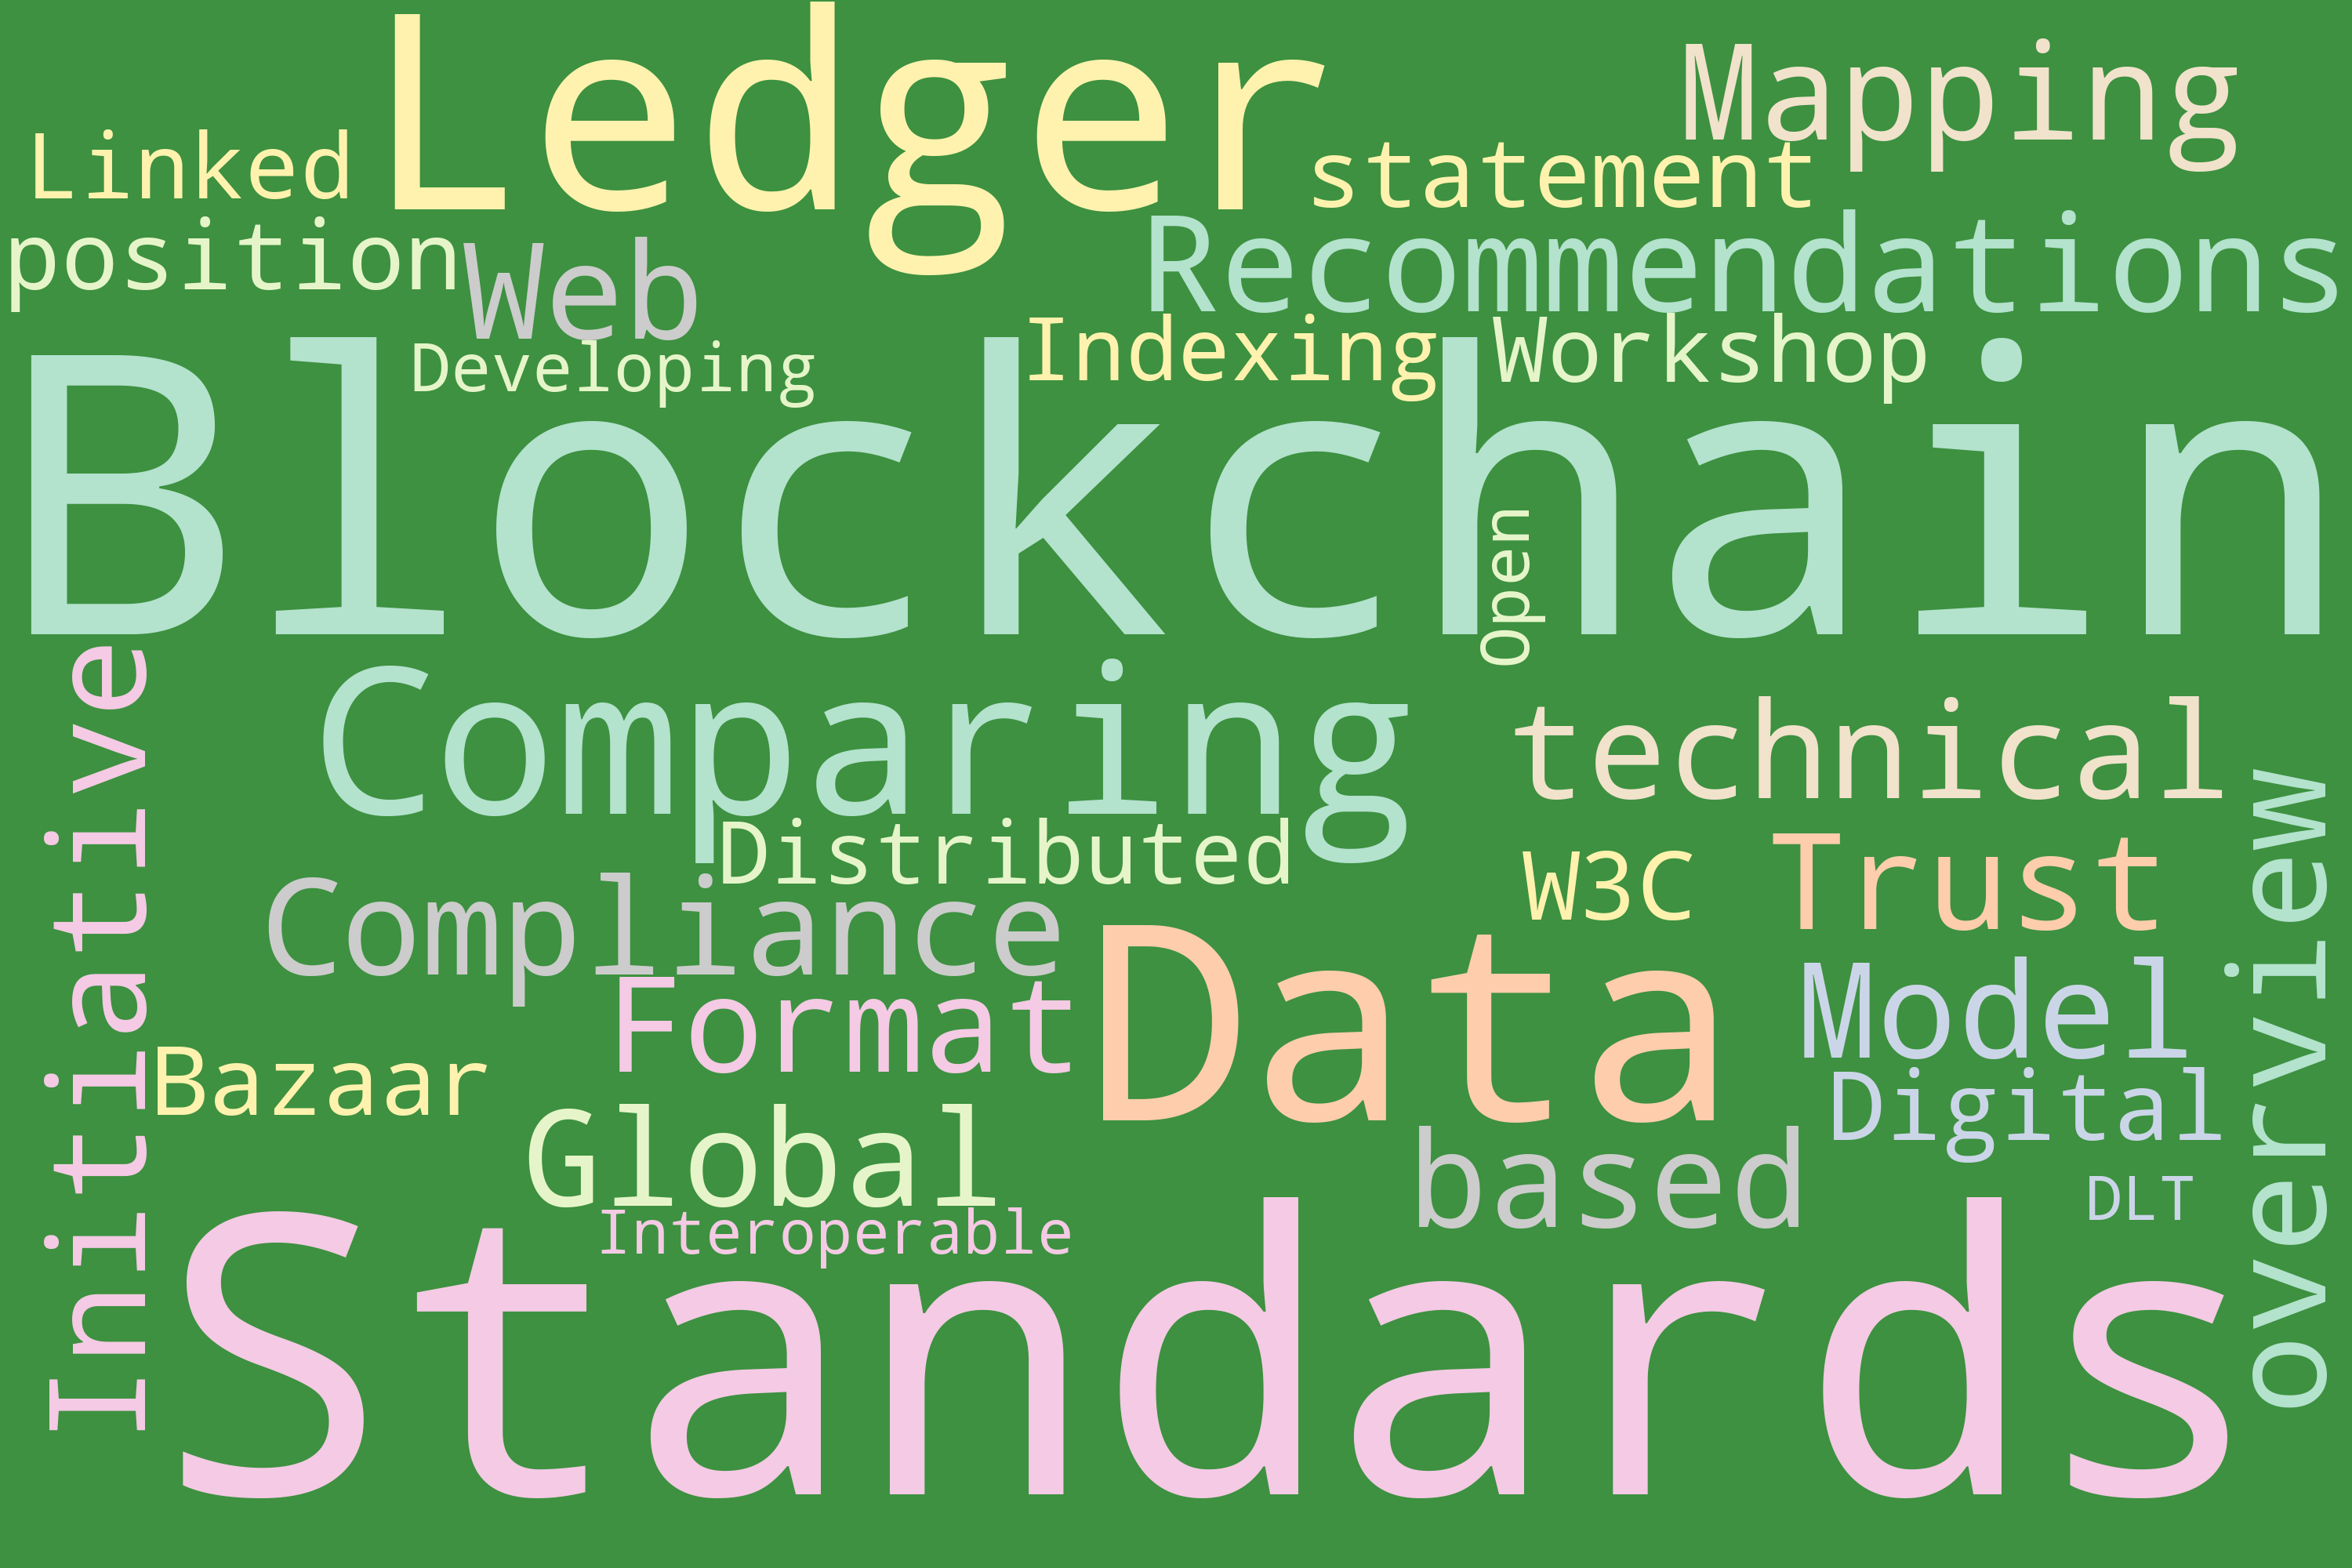 Ledger
Mapping
Linked
statement
position
Web
Recommendations
Developing
Indexing
Workshop
Blockchain
Open
Initiative
Comparing
technical
Distributed
W3C
Trust
overview
Compliance
Data
Format
Model
Bazaar
Digital
Global
based
DLT
Interoperable
Standards